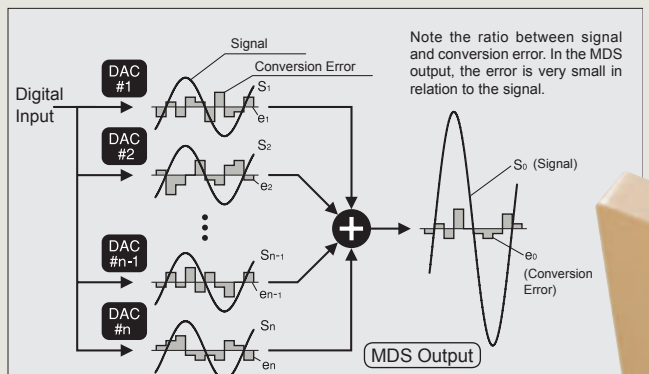 Signal
Conversion Error
Note the ratio between signal
and conversion error. In the MDS
output, the error is very small in
relation to the signal.
Digital
Input
DAC
#1
S1
e1
DAC
#2
S2
e2
DAC
#n-1
Sn-1
en-1
DAC
#n
Sn
en
+
S0 (Signal)
e0
(Conversion
Error)
MDS Output